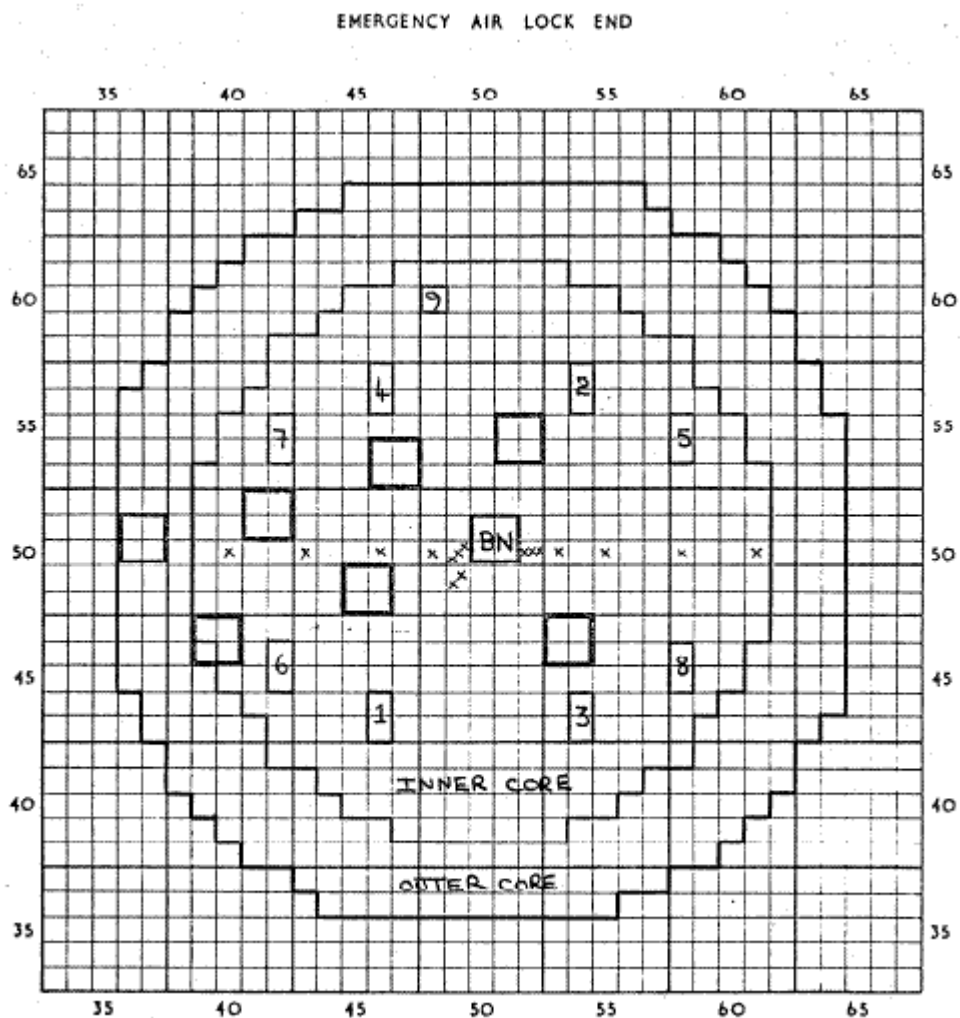 EMERGENCY AIR LOCK END
35 40 45 50 55 60 65
65 65
60 9 60
4 2
55 7 5 55
50 x x x x x x x BN x x x x x x x x 50
x x
6 8
45 45
1 3
INNER CORE
40 40
OUTER CORE
35 35
35 40 45 50 55 60 65